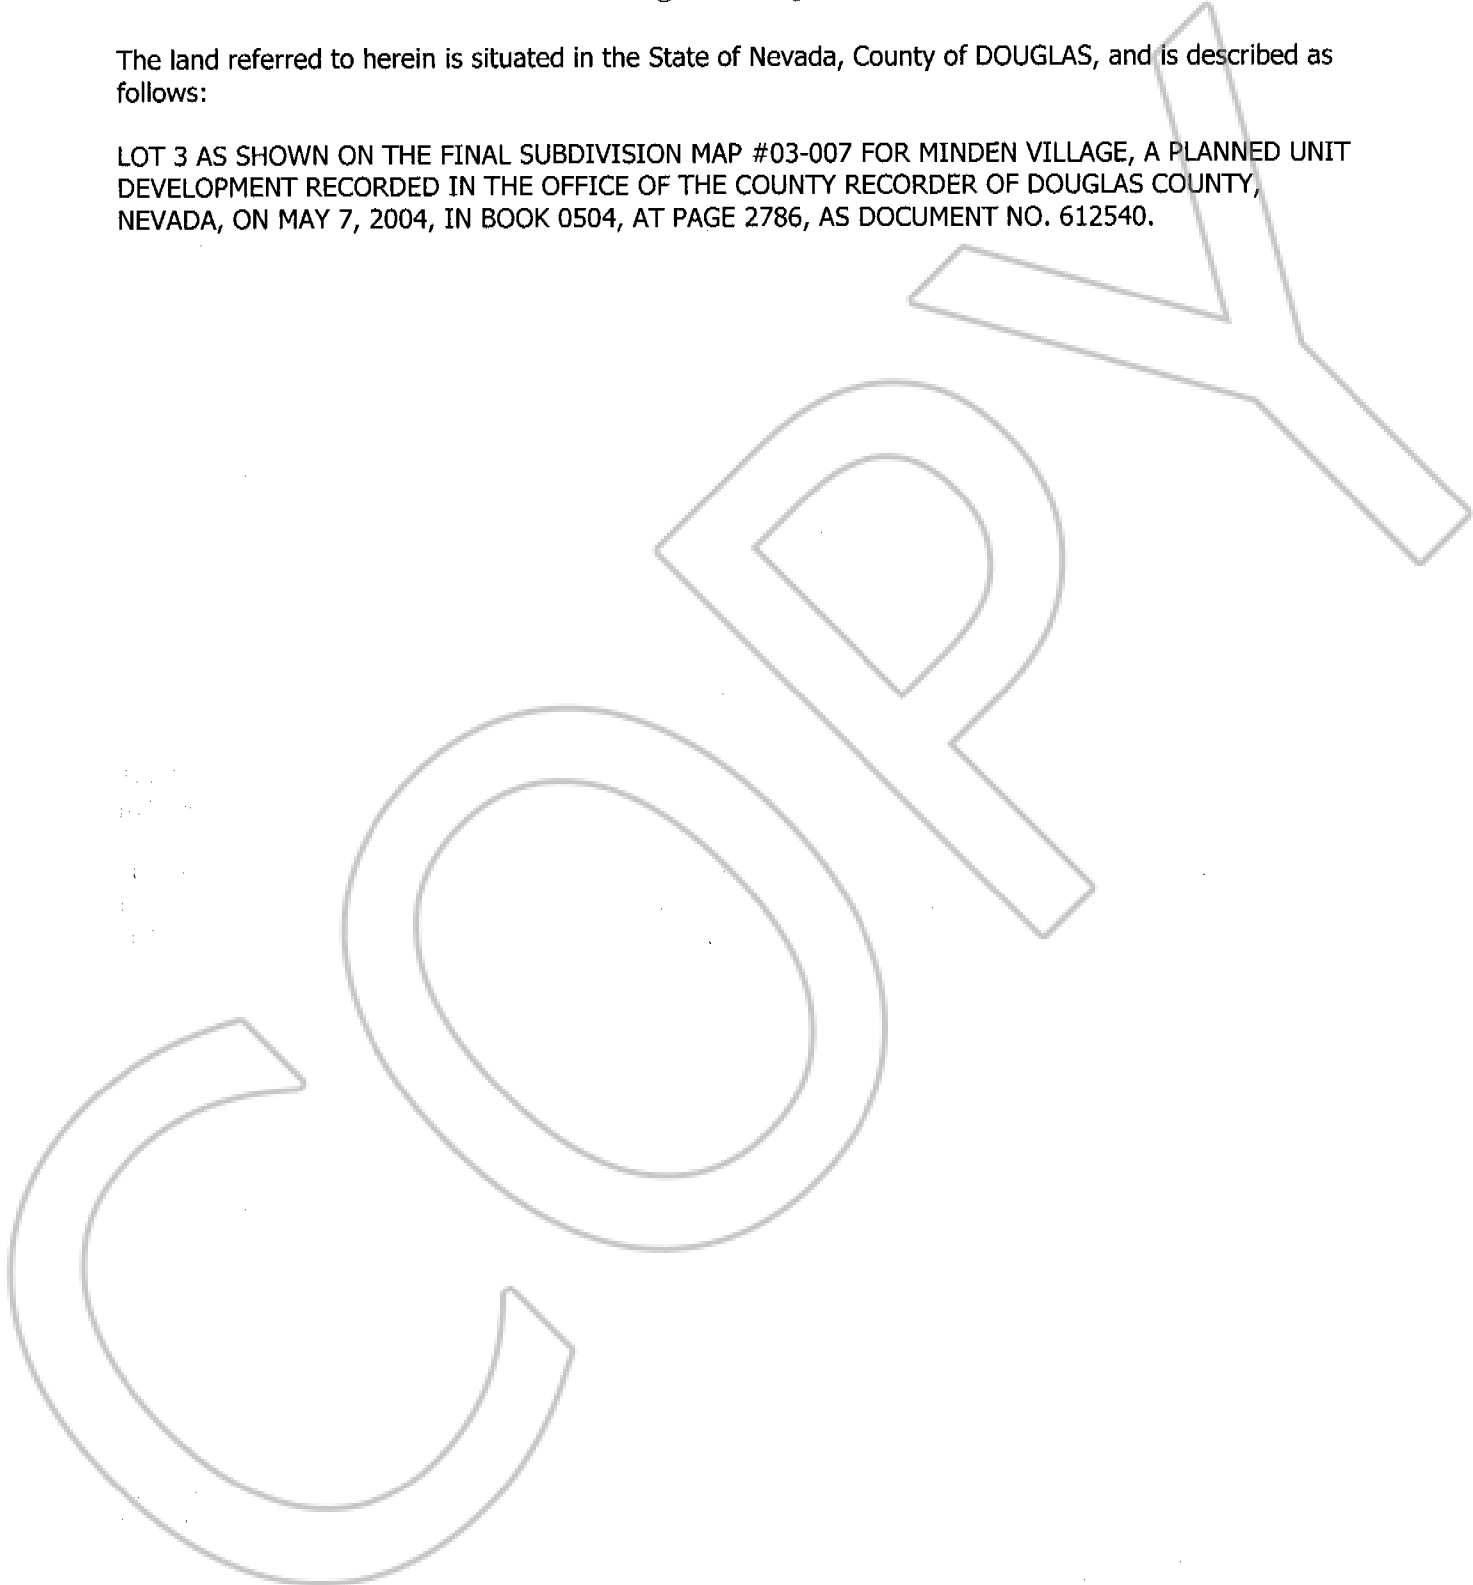 The land referred to herein is situated in the State of Nevada, County of DOUGLAS, and is described as
follows:
LOT 3 AS SHOWN ON THE FINAL SUBDIVISION MAP #03-007 FOR MINDEN VILLAGE, A PLANNED UNIT
DEVELOPMENT RECORDED IN THE OFFICE OF THE COUNTY RECORDER OF DOUGLAS COUNTY,
NEVADA, ON MAY 7, 2004, IN BOOK 0504, AT PAGE 2786, AS DOCUMENT NO. 612540.
COPY